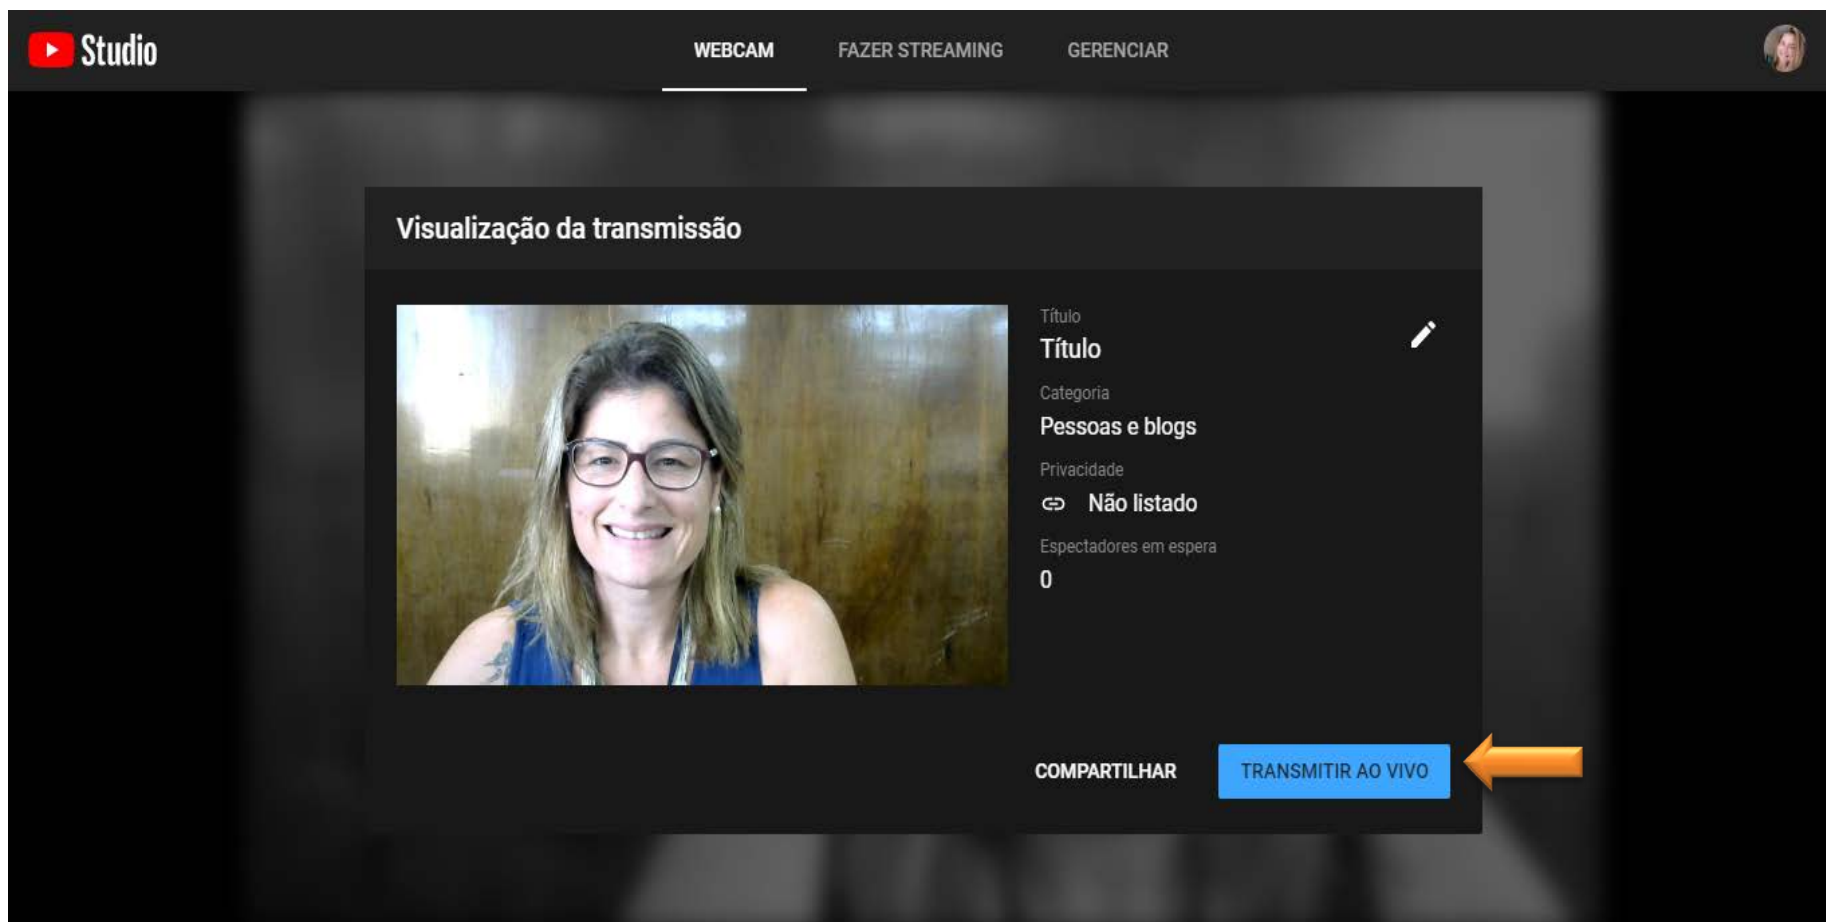 Studio
WEBCAM FAZER STREAMING GERENCIAR
Visualização da transmissão
Título
Título
Categoria
Pessoas e blogs
Privacidade
Não listado
Espectadores em espera
0
COMPARTILHAR TRANSMITIR AO VIVO